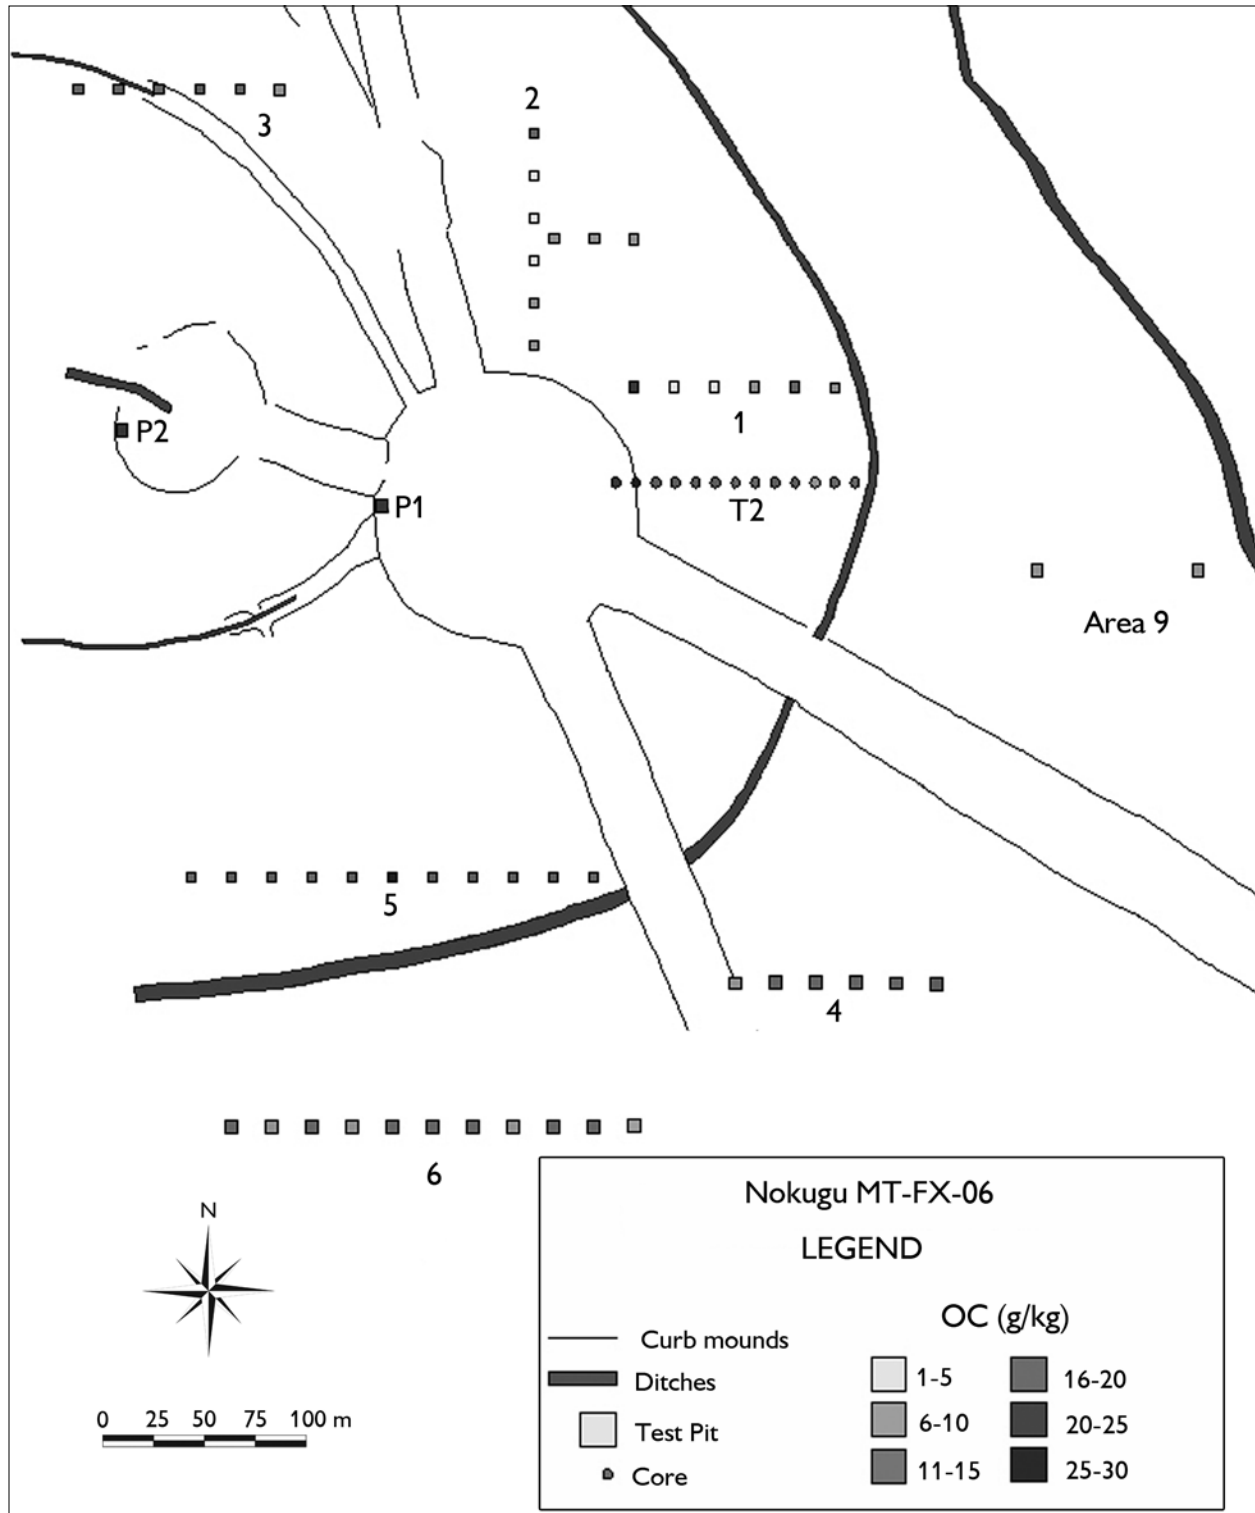 2
3
1
P2
P1
T2
Area 9
5
4
6
N
0 25 50 75 100 m
Nokugu MT-FX-06
LEGEND
OC (g/kg)
Curb mounds
Ditches
Test Pit
Core
1-5
6-10
11-15
16-20
20-25
25-30